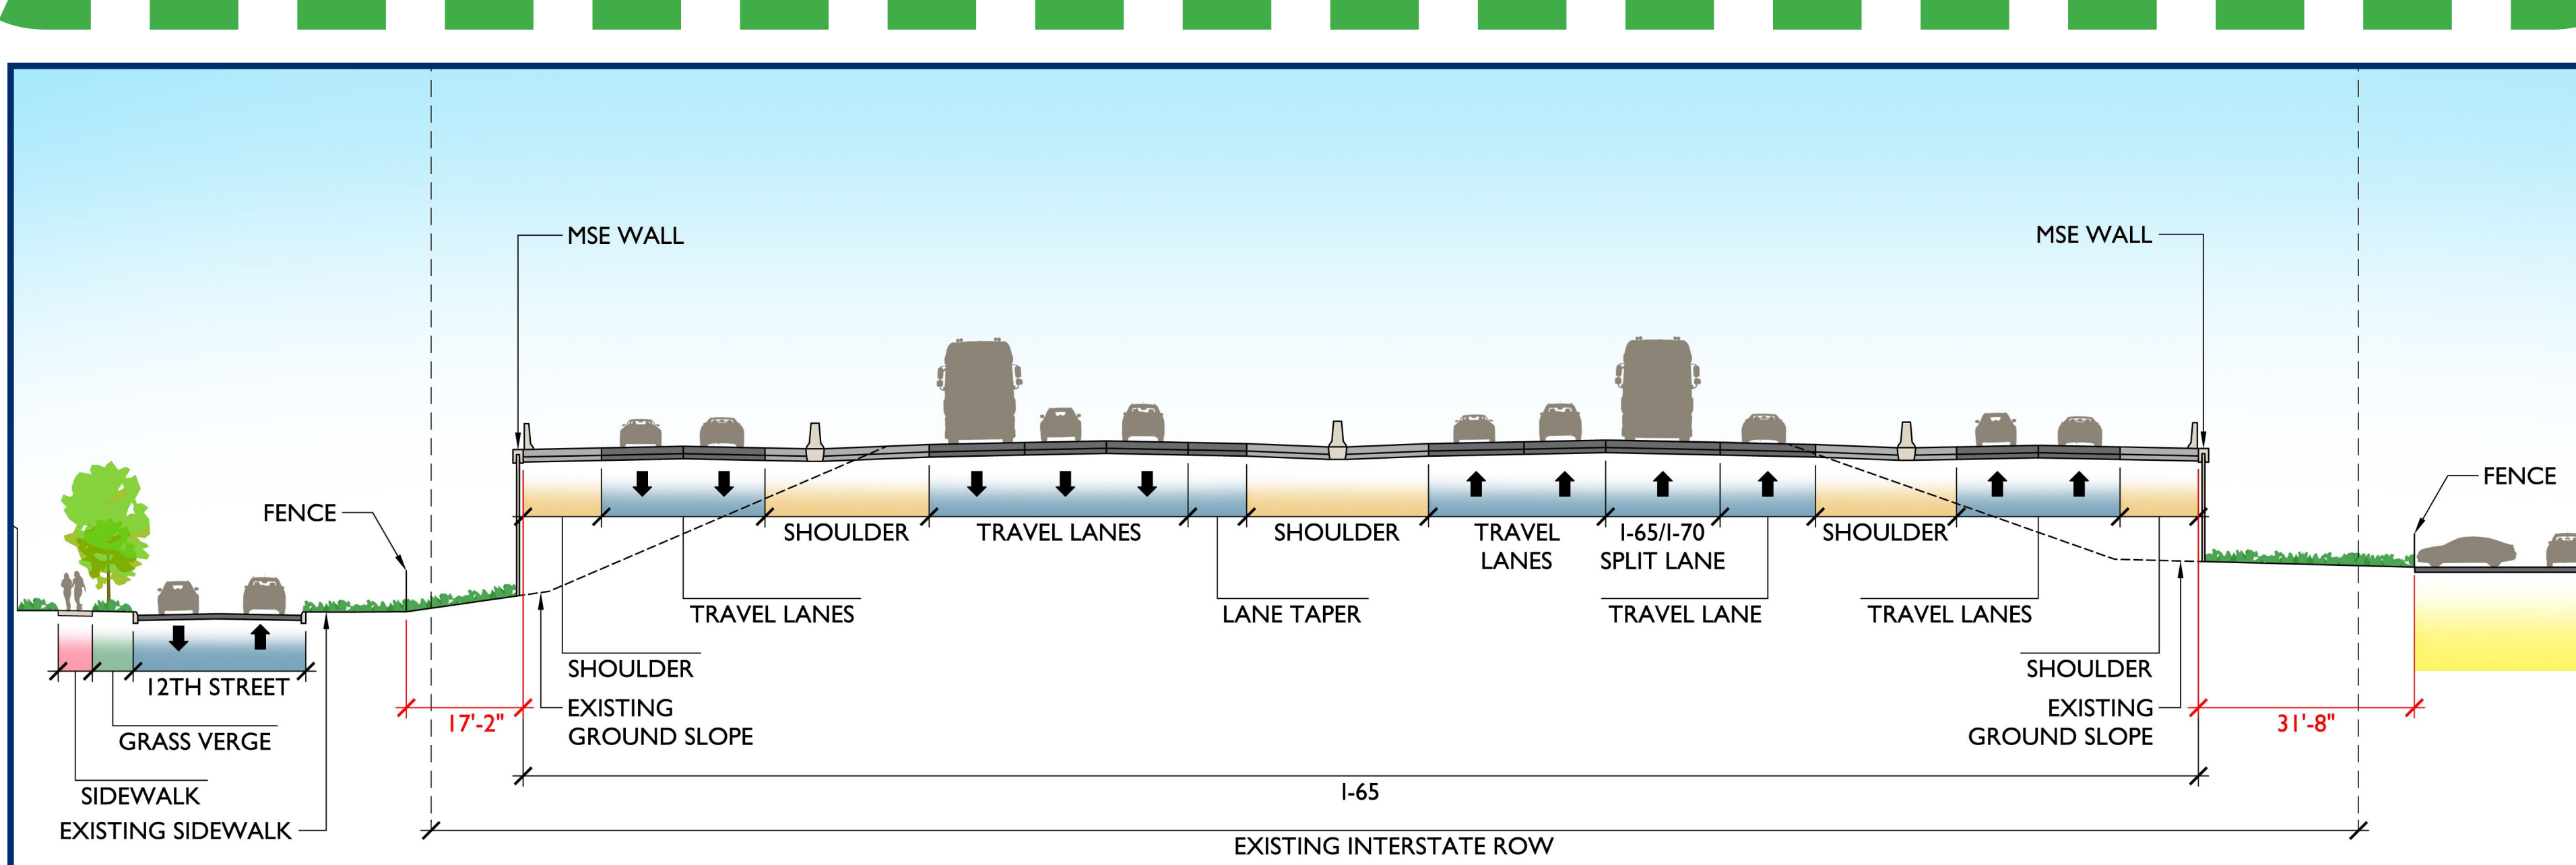 MSE WALL
MSE WALL
FENCE
FENCE
SHOULDER
TRAVEL LANES
SHOULDER
TRAVEL
LANES
I-65/I-70
SPLIT LANE
SHOULDER
TRAVEL LANES
LANE TAPER
TRAVEL LANE
TRAVEL LANES
SHOULDER
SHOULDER
12TH STREET
17'-2"
EXISTING
GROUND SLOPE
EXISTING
GROUND SLOPE
31'-8"
GRASS VERGE
SIDEWALK
I-65
EXISTING SIDEWALK
EXISTING INTERSTATE ROW